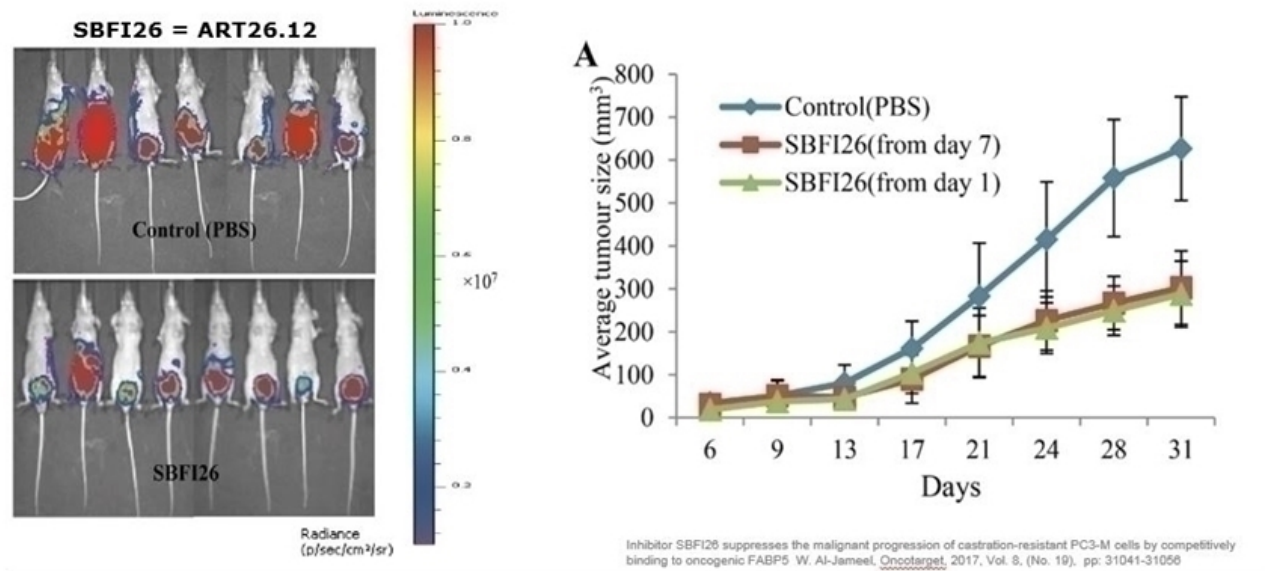 SBFI26 = ART26.12
Luminescence
1.0
0.8
0.6
×10⁷
0.4
0.2
Control (PBS)
SBFI26
Radiance
(p/sec/cm²/sr)
A
Average tumour size (mm³)
800
700
600
500
400
300
200
100
0
Control(PBS)
SBFI26(from day 7)
SBFI26(from day 1)
6 9 13 17 21 24 28 31
Days
Inhibitor SBFI26 suppresses the malignant progression of castration-resistant PC3-M cells by competitively
binding to oncogenic FABP5 W. Al-Jameel, Oncotarget, 2017, Vol. 8, (No. 19), pp: 31041-31056